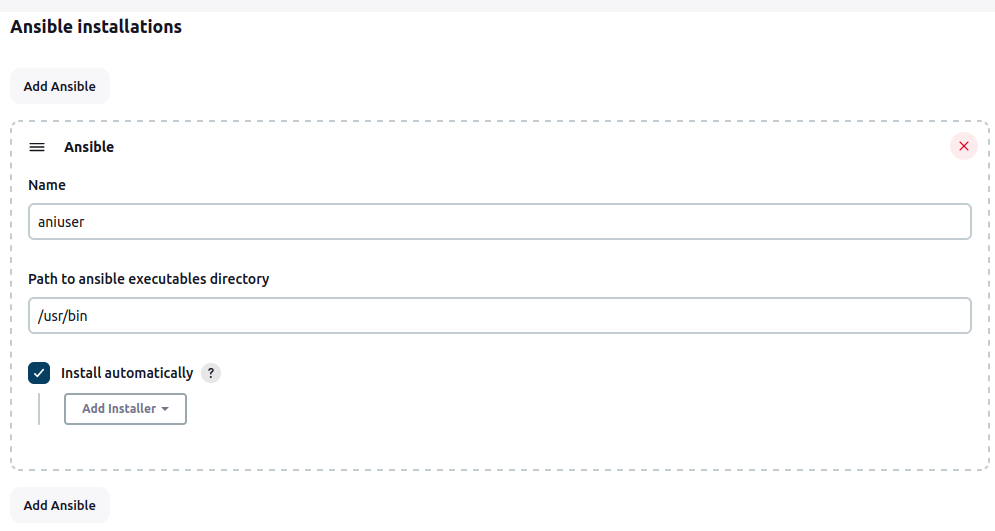 Ansible installations
Add Ansible
Ansible
Name
aniuser
Path to ansible executables directory
/usr/bin
Install automatically ?
Add Installer
Add Ansible